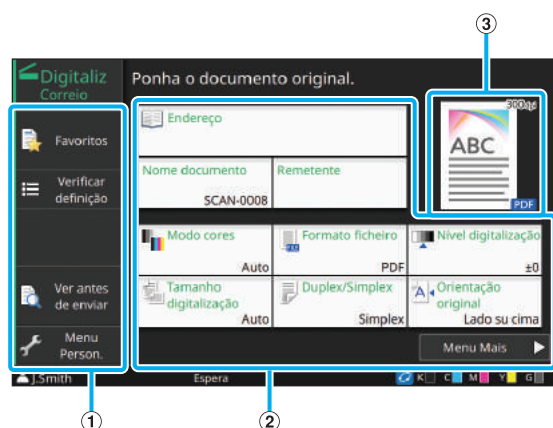 ③
Digitaliz
Correio
Ponha o documento original.
Favoritos
Verificar
definição
Ver antes
de enviar
Menu
Person.
Endereço
Nome documento
SCAN-0008
Remetente
300dpi
ABC
PDF
Modo cores
Auto
Formato ficheiro
PDF
Nível digitalização
±0
Tamanho
digitalização
Auto
Duplex/Simplex
Simplex
Orientação
original
Lado su cima
Menu Mais
J.Smith
Espera
K C M Y G
① ②